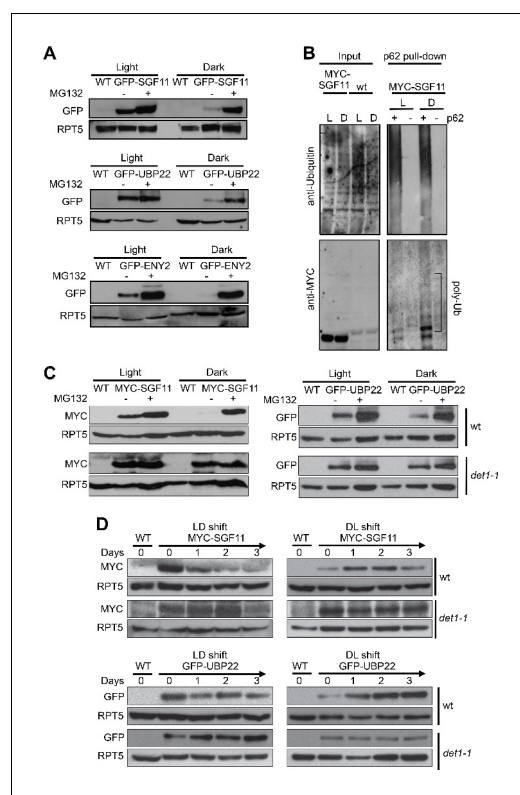 A
Light Dark
WT GFP-SGF11 WT GFP-SGF11
MG132 - + - +
GFP
RPT5
Light Dark
WT GFP-UBP22 WT GFP-UBP22
MG132 - + - +
GFP
RPT5
Light Dark
WT GFP-ENY2 WT GFP-ENY2
MG132 - + - +
GFP
RPT5
B
Input p62 pull-down
MYC-SGF11 wt MYC-SGF11
L D L D L D
+ - + - p62
anti-Ubiquitin
anti-MYC
poly-Ub
C
Light Dark
WT MYC-SGF11 WT MYC-SGF11
MG132 - + - +
MYC
RPT5
MYC
RPT5
Light Dark
WT GFP-UBP22 WT GFP-UBP22
MG132 - + - +
GFP
RPT5
wt
GFP
RPT5
det1-1
D
WT LD shift MYC-SGF11 WT DL shift MYC-SGF11
Days 0 0 1 2 3 0 0 1 2 3
MYC
RPT5
wt
MYC
RPT5
det1-1
WT LD shift GFP-UBP22 WT DL shift GFP-UBP22
Days 0 0 1 2 3 0 0 1 2 3
GFP
RPT5
wt
GFP
RPT5
det1-1